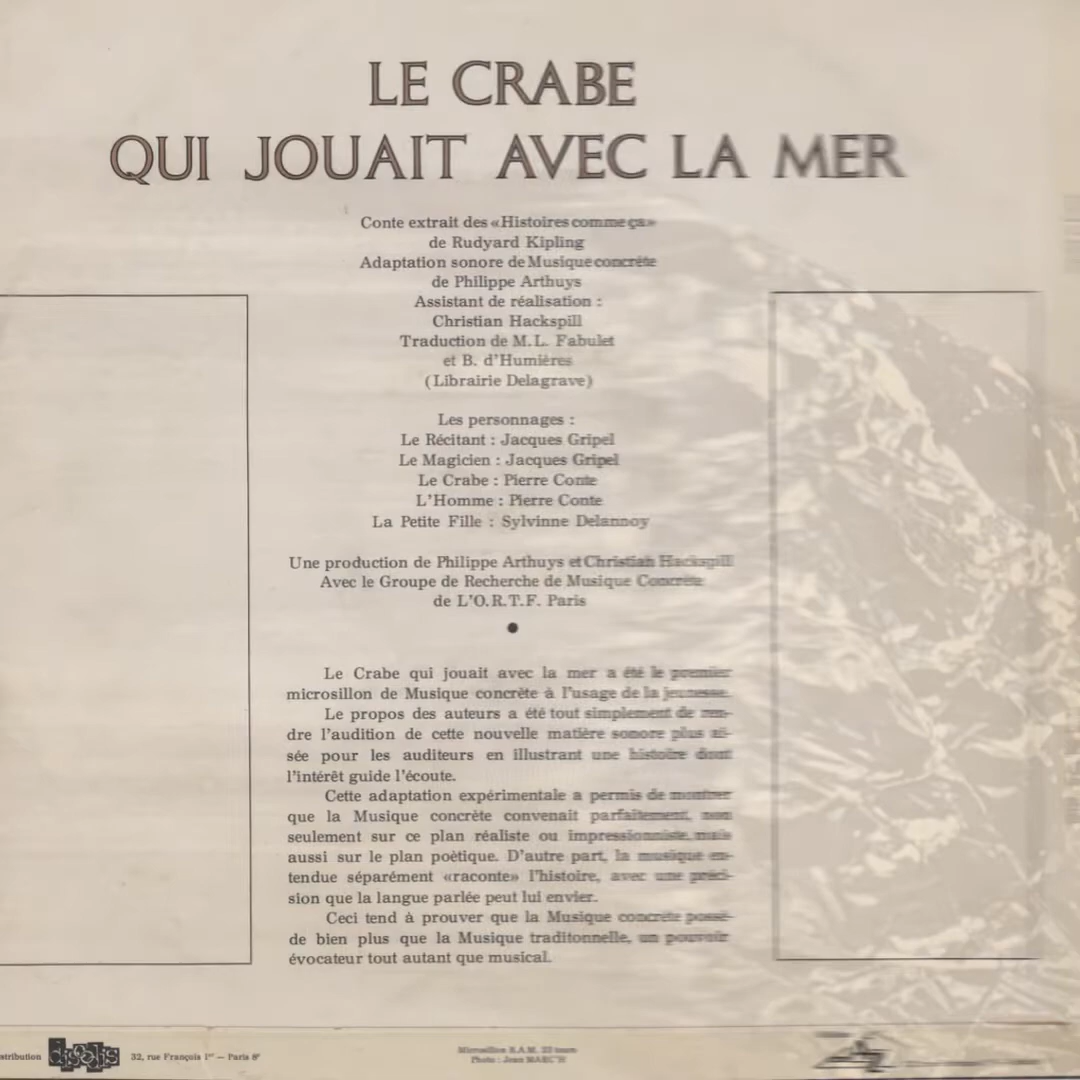 LE CRABE
QUI JOUAIT AVEC LA MER
Conte extrait des «Histoires comme ça»
de Rudyard Kipling
Adaptation sonore de Musique concrète
de Philippe Arthuys
Assistant de réalisation :
Christian Hackspill
Traduction de M.L. Fabulet
et B. d'Humières
(Librairie Delagrave)
Les personnages :
Le Récitant : Jacques Gripel
Le Magicien : Jacques Gripel
Le Crabe : Pierre Conte
L'Homme : Pierre Conte
La Petite Fille : Sylvinne Delannoy
Une production de Philippe Arthuys et Christian Hackspill
Avec le Groupe de Recherche de Musique Concrète
de L'O.R.T.F. Paris
Le Crabe qui jouait avec la mer a été le premier
microsillon de Musique concrète à l'usage de la jeunesse.
Le propos des auteurs a été tout simplement de ren-
dre l'audition de cette nouvelle matière sonore plus ai-
sée pour les auditeurs en illustrant une histoire dont
l'intérêt guide l'écoute.
Cette adaptation expérimentale a permis de montrer
que la Musique concrète convenait parfaitement, non
seulement sur ce plan réaliste ou impressionniste mais
aussi sur le plan poètique. D'autre part, la musique en-
tendue séparément «raconte» l'histoire, avec une préci-
sion que la langue parlée peut lui envier.
Ceci tend à prouver que la Musique concrète possè-
de bien plus que la Musique traditonnelle, un pouvoir
évocateur tout autant que musical.
stribution
32, rue François 1er — Paris 8e
Microsillon B.A.M. 33 tours
Photo : Jean MARC'H